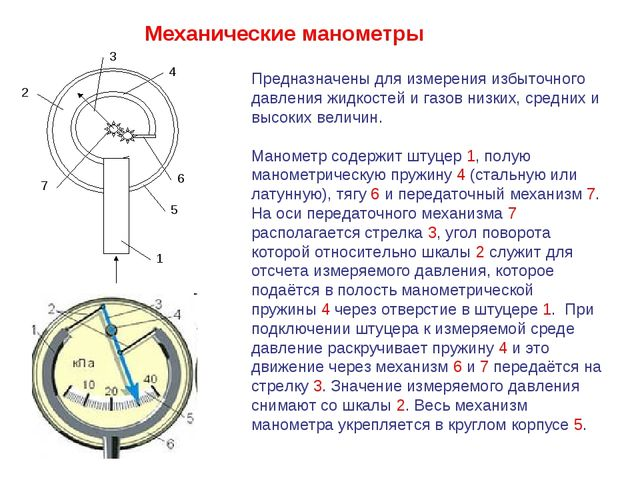 Механические манометры
3
4
2
6
7
5
1
Предназначены для измерения избыточного
давления жидкостей и газов низких, средних и
высоких величин.
Манометр содержит штуцер 1, полую
манометрическую пружину 4 (стальную или
латунную), тягу 6 и передаточный механизм 7.
На оси передаточного механизма 7
располагается стрелка 3, угол поворота
которой относительно шкалы 2 служит для
отсчета измеряемого давления, которое
подаётся в полость манометрической
пружины 4 через отверстие в штуцере 1. При
подключении штуцера к измеряемой среде
давление раскручивает пружину 4 и это
движение через механизм 6 и 7 передаётся на
стрелку 3. Значение измеряемого давления
снимают со шкалы 2. Весь механизм
манометра укрепляется в круглом корпусе 5.
2
3
4
1
кПа
10
20
40
5
6